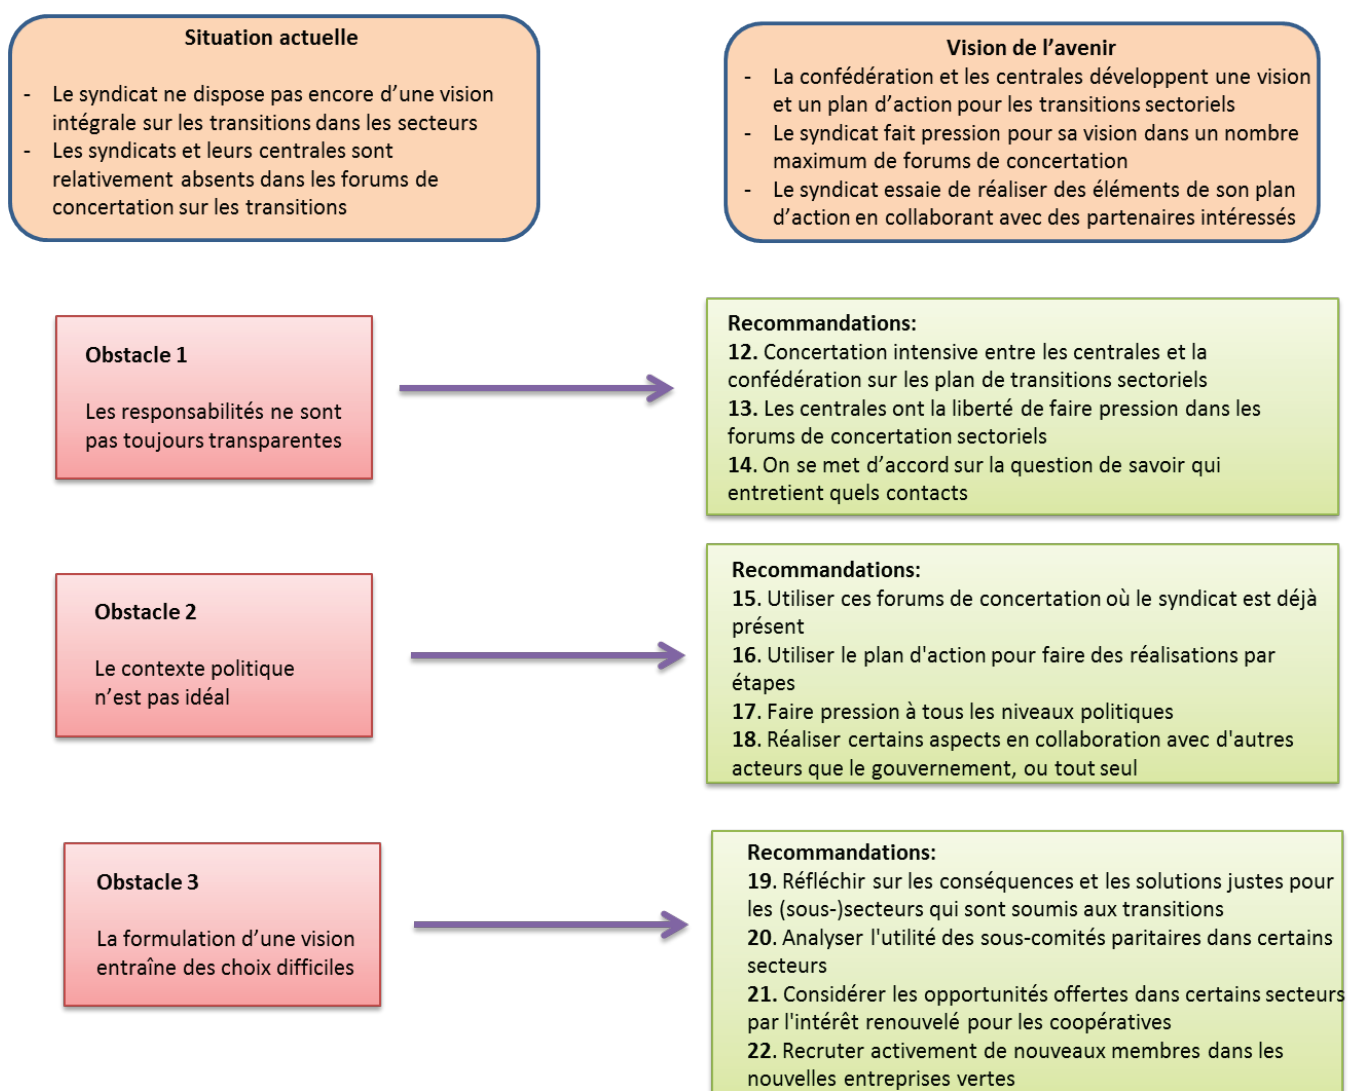 Situation actuelle
- Le syndicat ne dispose pas encore d’une vision
intégrale sur les transitions dans les secteurs
- Les syndicats et leurs centrales sont
relativement absents dans les forums de
concertation sur les transitions
Vision de l’avenir
- La confédération et les centrales développent une vision
et un plan d’action pour les transitions sectoriels
- Le syndicat fait pression pour sa vision dans un nombre
maximum de forums de concertation
- Le syndicat essaie de réaliser des éléments de son plan
d’action en collaborant avec des partenaires intéressés
Obstacle 1
Les responsabilités ne sont
pas toujours transparentes
Recommandations:
12. Concertation intensive entre les centrales et la
confédération sur les plan de transitions sectoriels
13. Les centrales ont la liberté de faire pression dans les
forums de concertation sectoriels
14. On se met d’accord sur la question de savoir qui
entretient quels contacts
Obstacle 2
Le contexte politique
n’est pas idéal
Recommandations:
15. Utiliser ces forums de concertation où le syndicat est déjà
présent
16. Utiliser le plan d'action pour faire des réalisations par
étapes
17. Faire pression à tous les niveaux politiques
18. Réaliser certains aspects en collaboration avec d'autres
acteurs que le gouvernement, ou tout seul
Obstacle 3
La formulation d’une vision
entraîne des choix difficiles
Recommandations:
19. Réfléchir sur les conséquences et les solutions justes pour
les (sous-)secteurs qui sont soumis aux transitions
20. Analyser l'utilité des sous-comités paritaires dans certains
secteurs
21. Considérer les opportunités offertes dans certains secteurs
par l'intérêt renouvelé pour les coopératives
22. Recruter activement de nouveaux membres dans les
nouvelles entreprises vertes